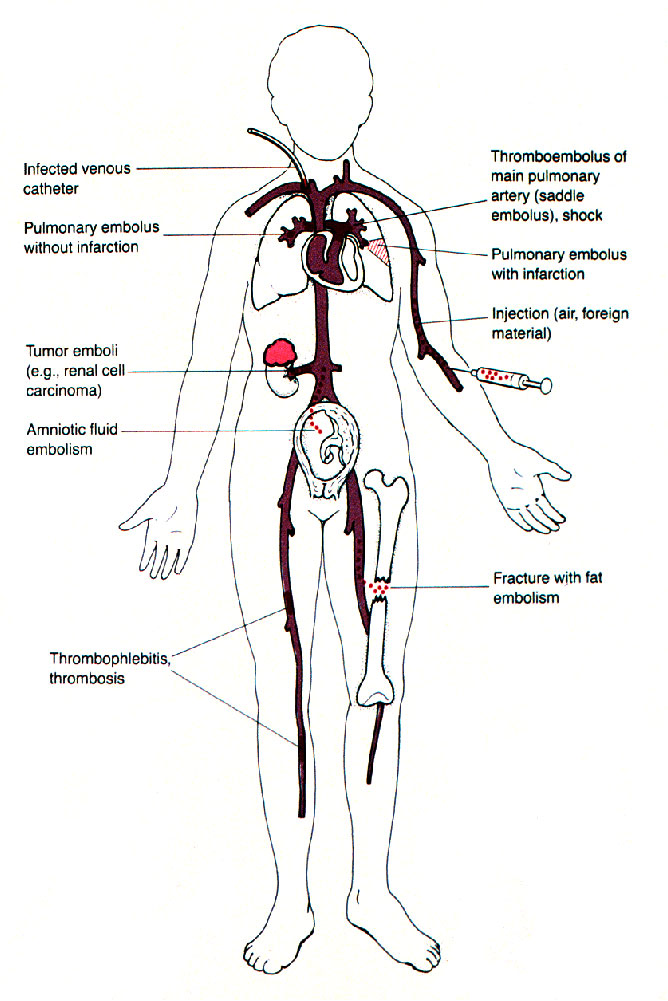 Infected venous
catheter
Pulmonary embolus
without infarction
Tumor emboli
(e.g., renal cell
carcinoma)
Amniotic fluid
embolism
Thrombophlebitis,
thrombosis
Thromboembolus of
main pulmonary
artery (saddle
embolus), shock
Pulmonary embolus
with infarction
Injection (air, foreign
material)
Fracture with fat
embolism